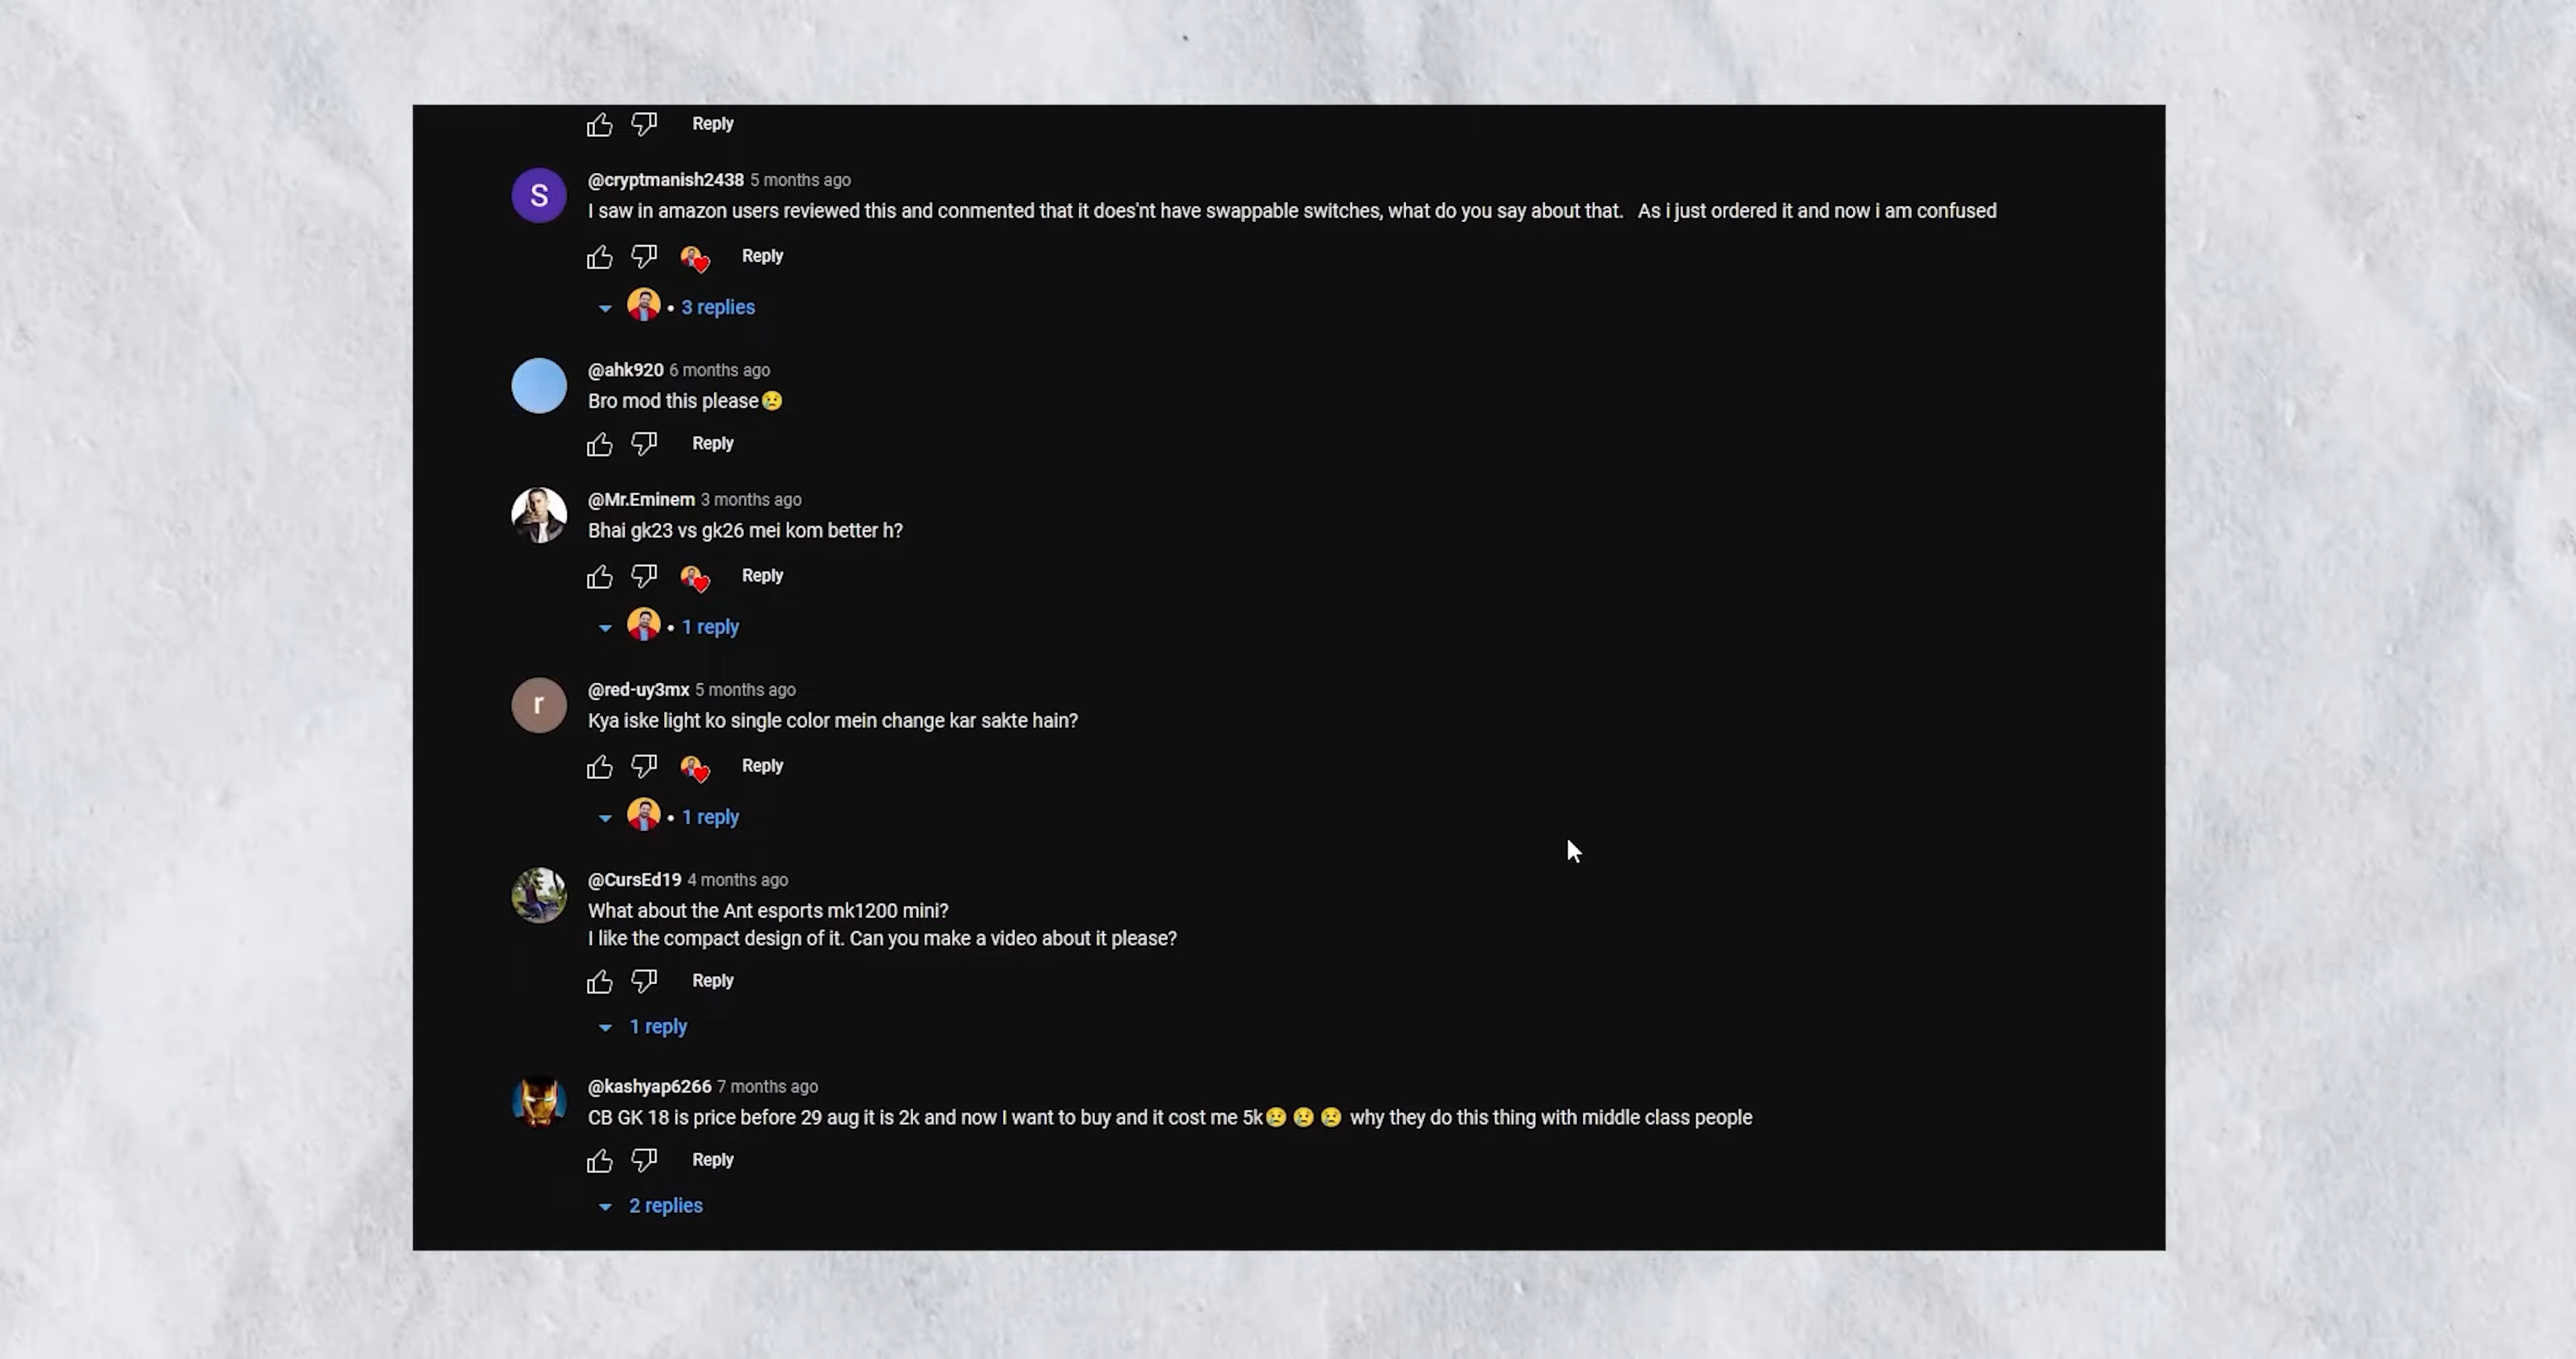 Reply
S
@cryptmanish2438 5 months ago
I saw in amazon users reviewed this and conmented that it does'nt have swappable switches, what do you say about that. As i just ordered it and now i am confused
Reply
• 3 replies
@ahk920 6 months ago
Bro mod this please😢
Reply
@Mr.Eminem 3 months ago
Bhai gk23 vs gk26 mei kom better h?
Reply
• 1 reply
r
@red-uy3mx 5 months ago
Kya iske light ko single color mein change kar sakte hain?
Reply
• 1 reply
@CursEd19 4 months ago
What about the Ant esports mk1200 mini?
I like the compact design of it. Can you make a video about it please?
Reply
1 reply
@kashyap6266 7 months ago
CB GK 18 is price before 29 aug it is 2k and now I want to buy and it cost me 5k😢😢😢 why they do this thing with middle class people
Reply
2 replies